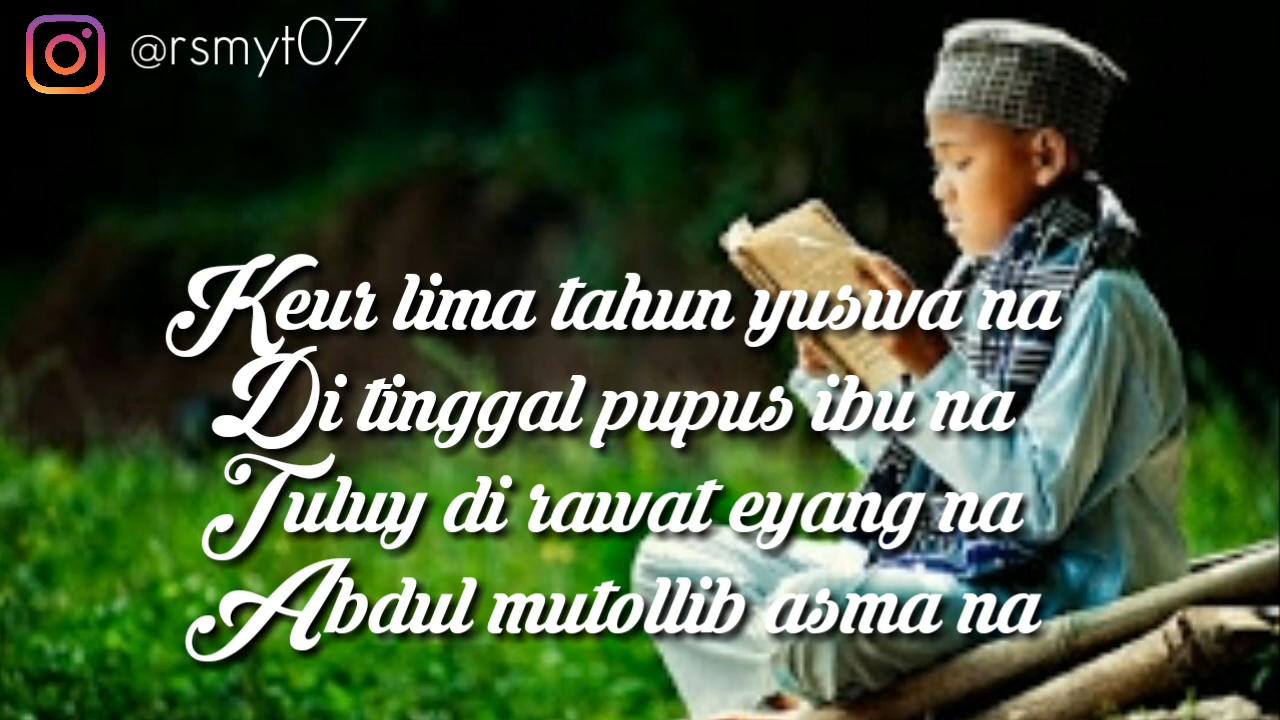 @rsmyt07
Keur lima tahun yuswa na
Di tinggal pupus ibu na
Tuluy di rawat eyang na
Abdul mutollib asma na